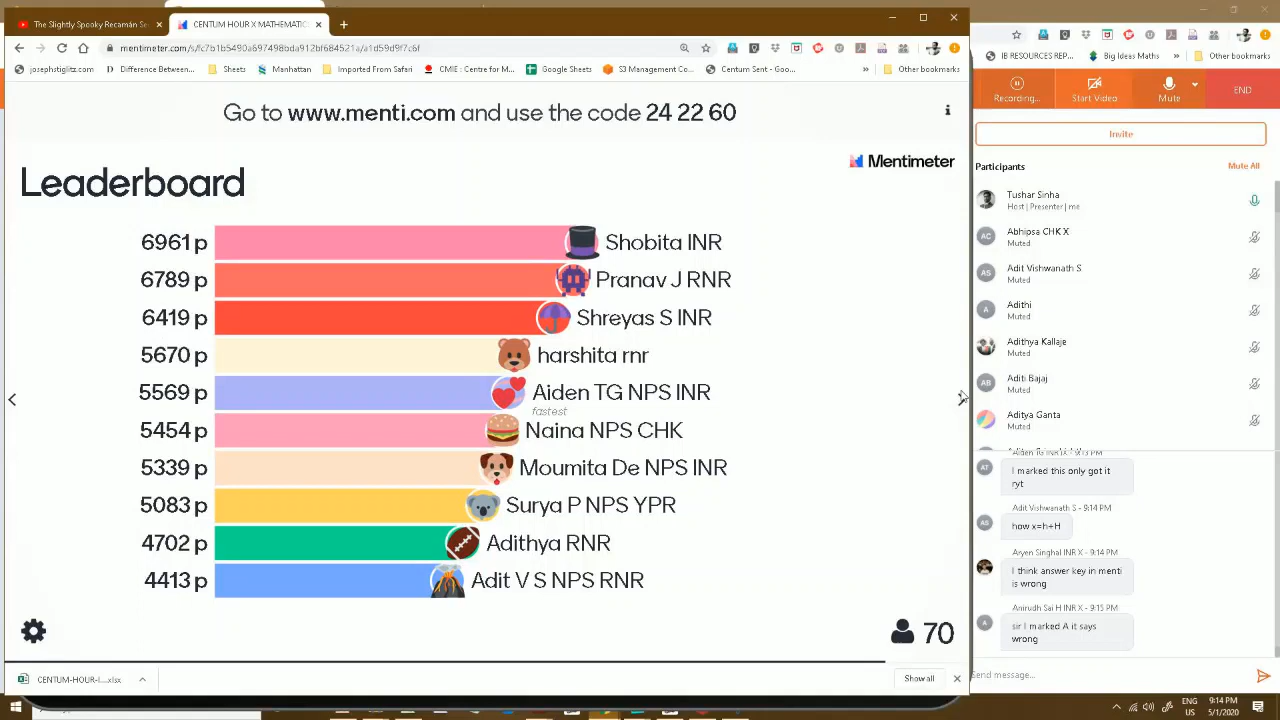 The Slightly Spooky Recamán Se
CENTUM HOUR X MATHEMATIC
IB RESOURCES REP...
Big Ideas Maths
Other bookmarks
josephstiglitz.com
Difference Between...
Sheets
Manhattan
Imported From Safari
CMIE : Centre for M...
Google Sheets
S3 Management Co...
Centum Sent - Goo...
Other bookmarks
Go to www.menti.com and use the code 24 22 60
Mentimeter
Leaderboard
6961 p Shobita INR
6789 p Pranav J RNR
6419 p Shreyas S INR
5670 p harshita rnr
5569 p Aiden TG NPS INR
fastest
5454 p Naina NPS CHK
5339 p Moumita De NPS INR
5083 p Surya P NPS YPR
4702 p Adithya RNR
4413 p Adit V S NPS RNR
70
CENTUM-HOUR-I....xlsx
Show all
Recording...
Start Video
Mute
END
Invite
Participants
Mute All
Tushar Sinha
Host | Presenter | me
AC
Abhipsa CHK X
Muted
AS
Adit Vishwanath S
Muted
A
Adithi
Muted
Adithya Kallaje
Muted
AB
Aditi Bajaj
Muted
Aditya Ganta
Muted
AT
I marked this only got it
ryt
Adit Vishwanath S - 9:14 PM
AS
how x=h+H
Aryen Singhal INR X - 9:14 PM
I think answer key in menti
is wrong
Anirudh Sai H INR X - 9:15 PM
A
sir I marked A it says
wrong
Send message...
ENG
US
9:14 PM
5/1/2020